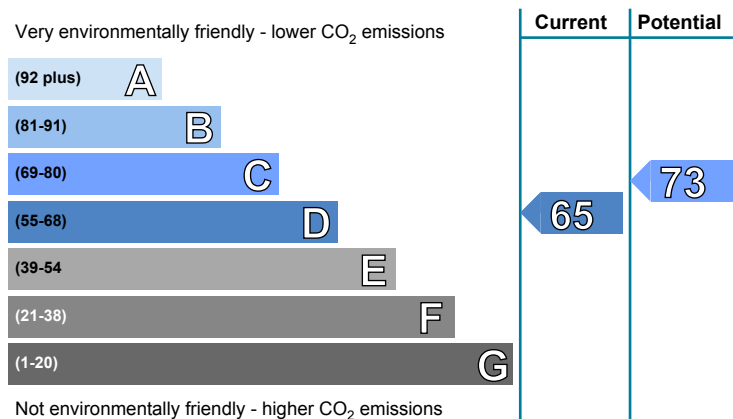 Current Potential
Very environmentally friendly - lower CO₂ emissions
(92 plus) A
(81-91) B
(69-80) C
73
(55-68) D
65
(39-54 E
(21-38) F
(1-20) G
Not environmentally friendly - higher CO₂ emissions